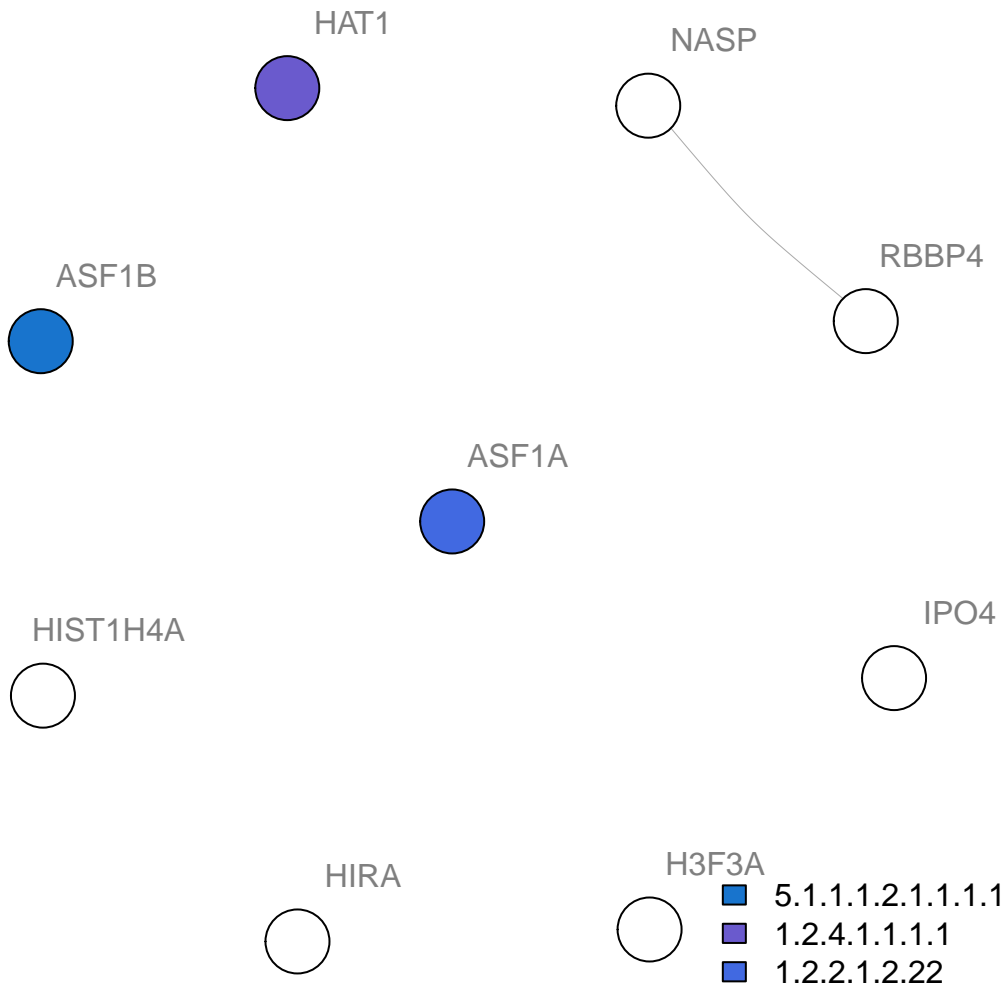 HAT1
NASP
RBBP4
ASF1B
ASF1A
IPO4
HIST1H4A
H3F3A
HIRA
5.1.1.1.2.1.1.1.1
1.2.4.1.1.1.1
1.2.2.1.2.22